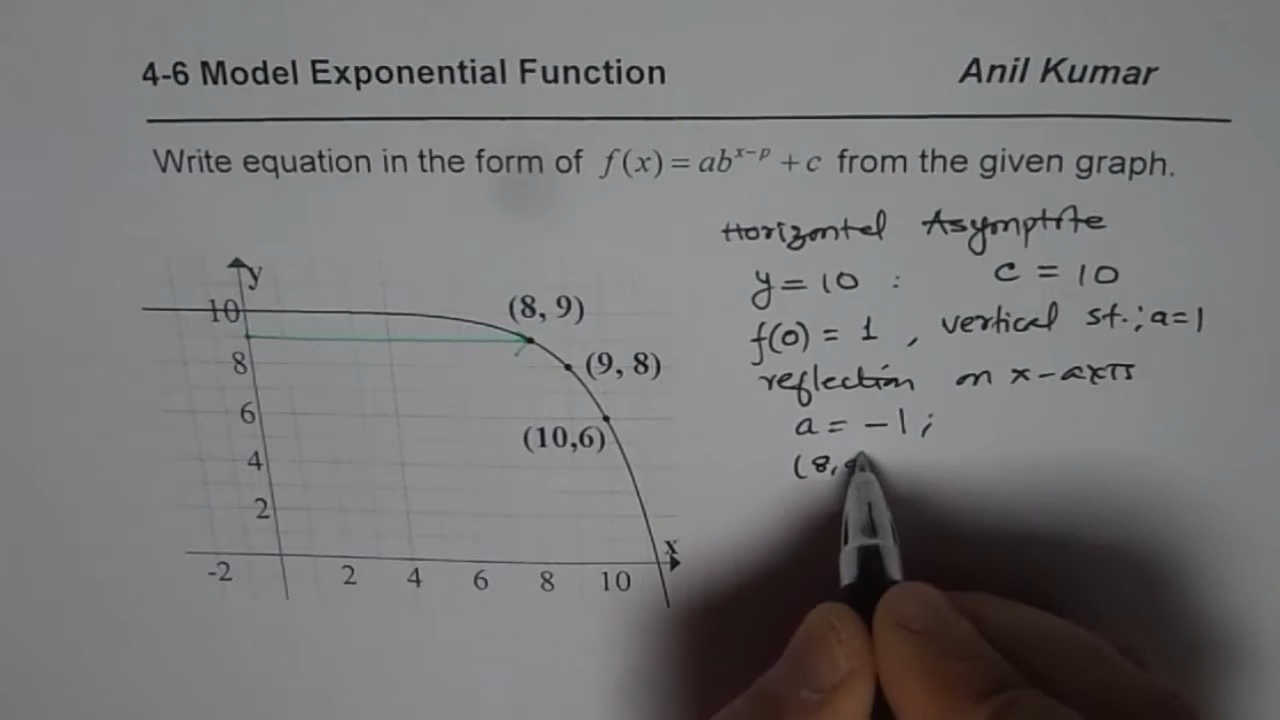 4-6 Model Exponential Function Anil Kumar
Write equation in the form of f(x) = ab^{x-p} + c from the given graph.
Horizontel Asymptote
y = 10 : c = 10
f(0) = 1 , vertical st.; a=1
reflection on x-axis
a = -1 ;
(8,
y
10
(8, 9)
8
(9, 8)
6
(10,6)
4
2
x
-2 2 4 6 8 10